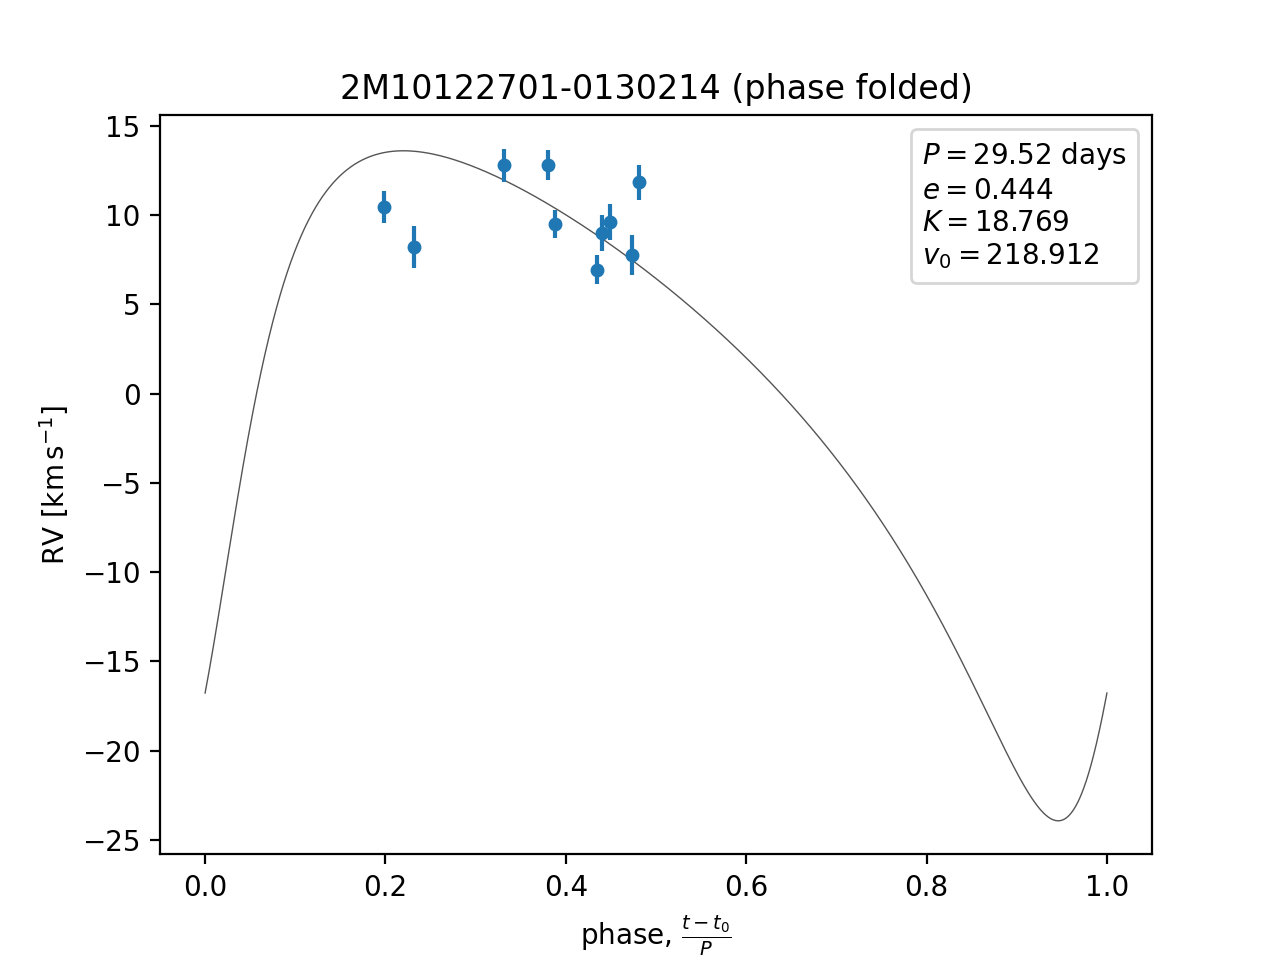 2M10122701-0130214 (phase folded)
P = 29.52 days
e = 0.444
K = 18.769
v₀ = 218.912
15
10
5
0
−5
−10
−15
−20
−25
RV [km s⁻¹]
0.0 0.2 0.4 0.6 0.8 1.0
phase, (t − t₀)/P